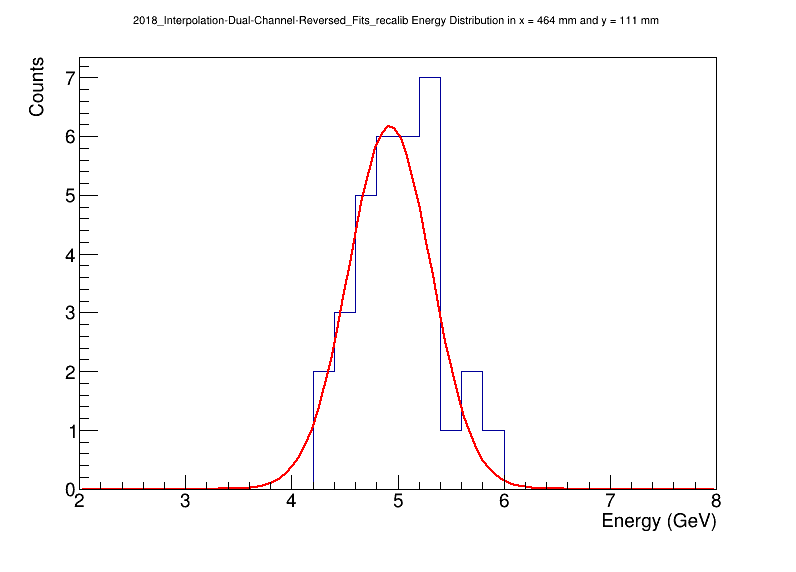 2018_Interpolation-Dual-Channel-Reversed_Fits_recalib Energy Distribution in x = 464 mm and y = 111 mm
Counts
7
6
5
4
3
2
1
0
2 3 4 5 6 7 8
Energy (GeV)